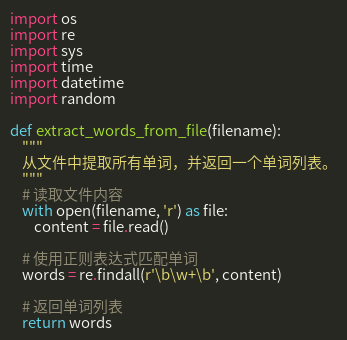 import os
import re
import sys
import time
import datetime
import random

def extract_words_from_file(filename):
    """
    从文件中提取所有单词，并返回一个单词列表。
    """
    # 读取文件内容
    with open(filename, 'r') as file:
        content = file.read()

    # 使用正则表达式匹配单词
    words = re.findall(r'\b\w+\b', content)

    # 返回单词列表
    return words